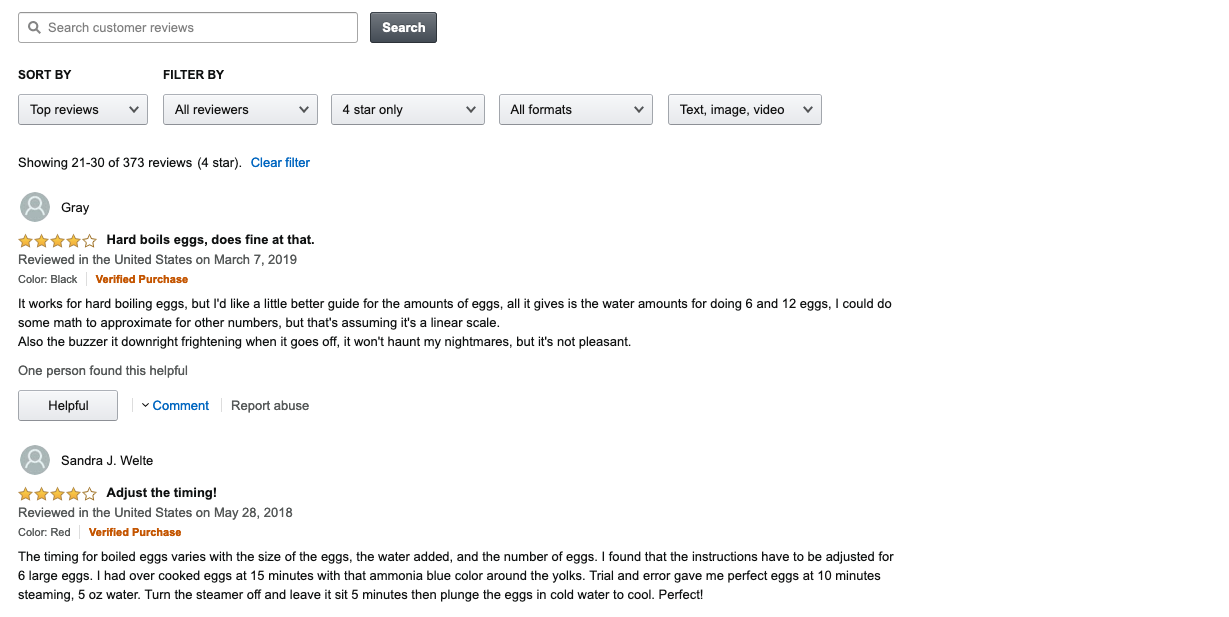 Search customer reviews Search
SORT BY FILTER BY
Top reviews All reviewers 4 star only All formats Text, image, video
Showing 21-30 of 373 reviews (4 star). Clear filter
Gray
Hard boils eggs, does fine at that.
Reviewed in the United States on March 7, 2019
Color: Black Verified Purchase
It works for hard boiling eggs, but I'd like a little better guide for the amounts of eggs, all it gives is the water amounts for doing 6 and 12 eggs, I could do
some math to approximate for other numbers, but that's assuming it's a linear scale.
Also the buzzer it downright frightening when it goes off, it won't haunt my nightmares, but it's not pleasant.
One person found this helpful
Helpful Comment Report abuse
Sandra J. Welte
Adjust the timing!
Reviewed in the United States on May 28, 2018
Color: Red Verified Purchase
The timing for boiled eggs varies with the size of the eggs, the water added, and the number of eggs. I found that the instructions have to be adjusted for
6 large eggs. I had over cooked eggs at 15 minutes with that ammonia blue color around the yolks. Trial and error gave me perfect eggs at 10 minutes
steaming, 5 oz water. Turn the steamer off and leave it sit 5 minutes then plunge the eggs in cold water to cool. Perfect!